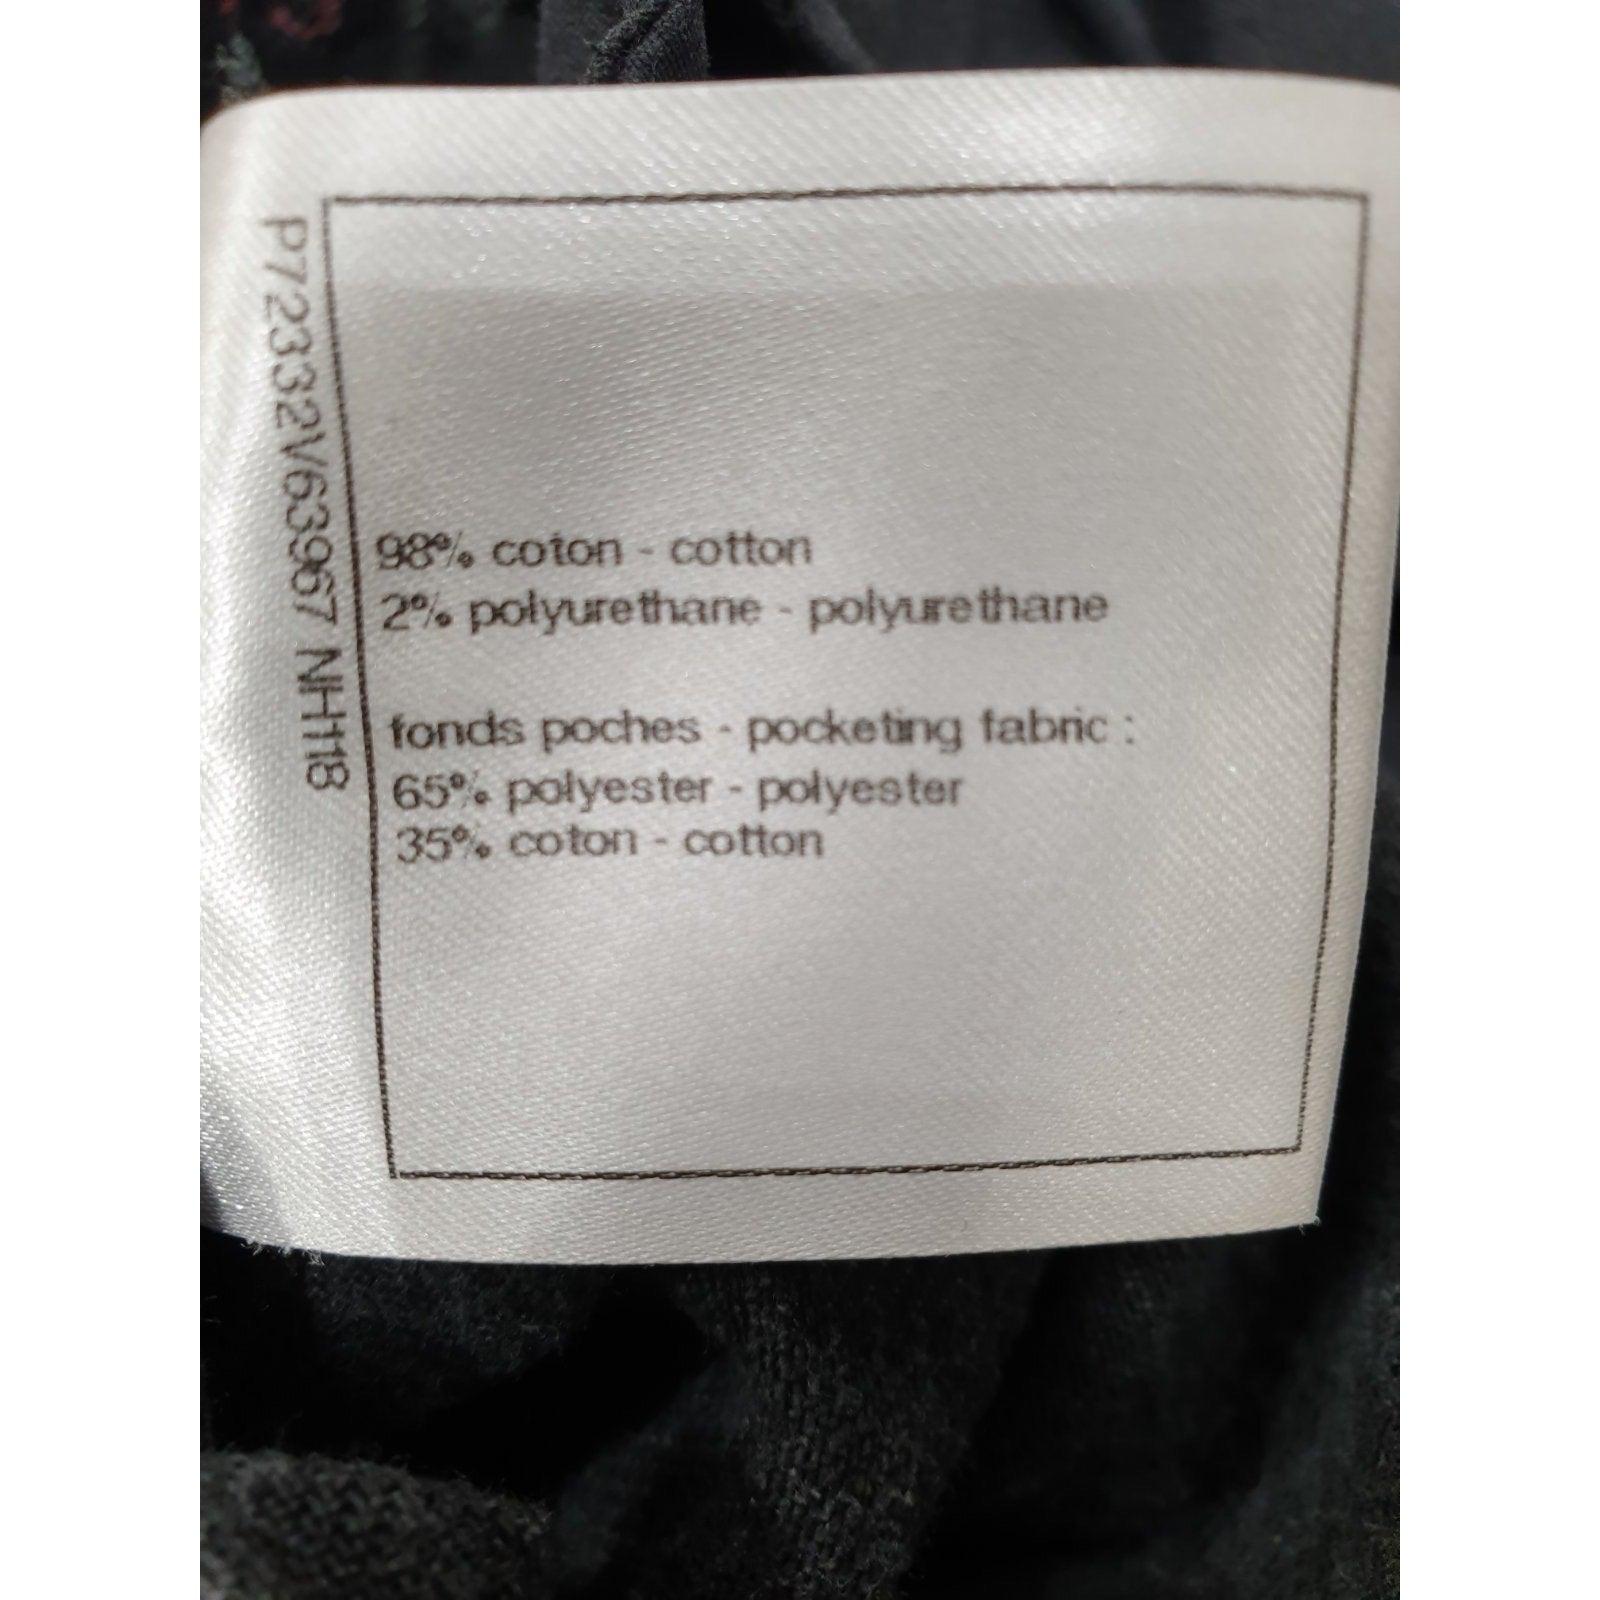 P72332V63967 NH118
98% coton - cotton
2% polyurethane - polyurethane
fonds poches - pocketing fabric :
65% polyester - polyester
35% coton - cotton